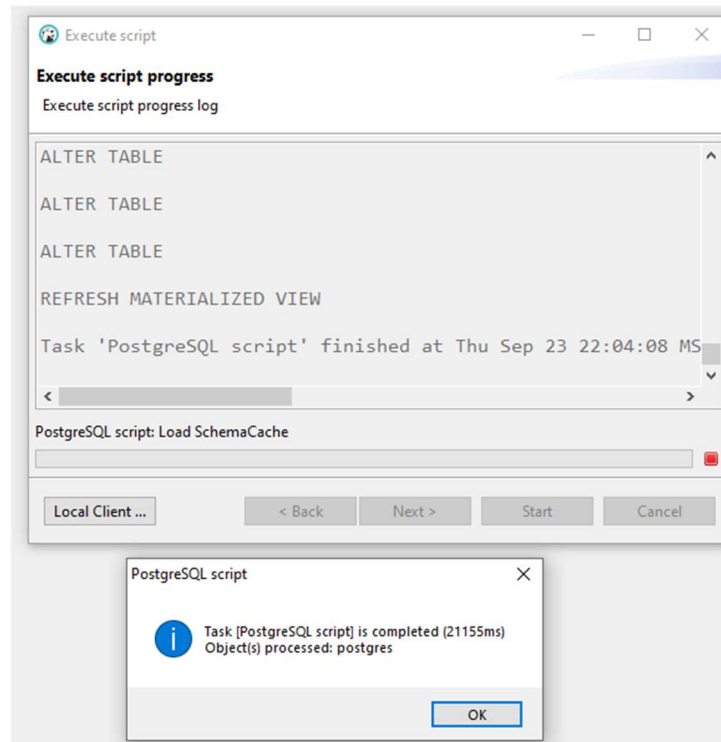 Execute script
Execute script progress
Execute script progress log
ALTER TABLE
ALTER TABLE
ALTER TABLE
REFRESH MATERIALIZED VIEW
Task 'PostgreSQL script' finished at Thu Sep 23 22:04:08 MS
PostgreSQL script: Load SchemaCache
Local Client ...
< Back
Next >
Start
Cancel
PostgreSQL script
Task [PostgreSQL script] is completed (21155ms)
Object(s) processed: postgres
OK